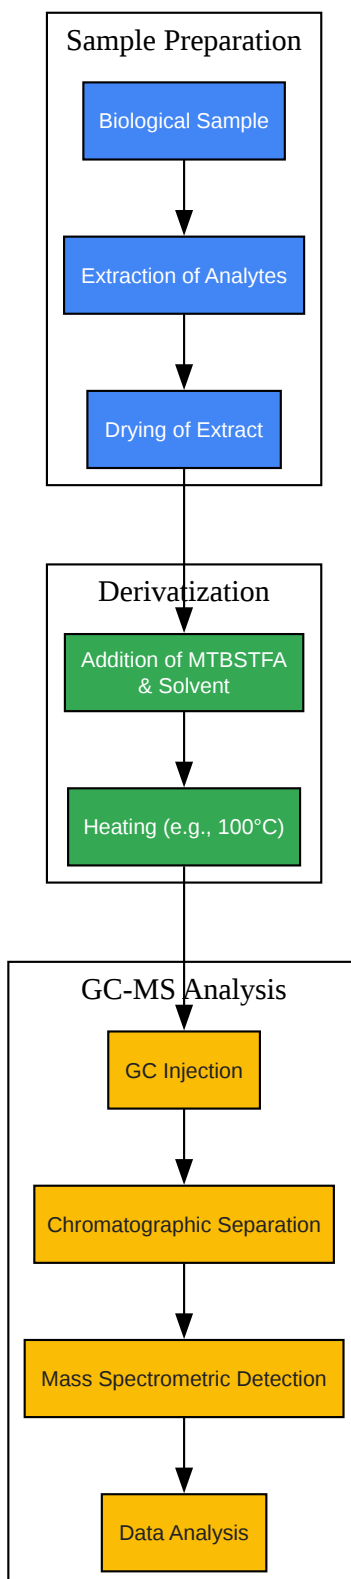 Sample Preparation
Biological Sample
Extraction of Analytes
Drying of Extract
Derivatization
Addition of MTBSTFA
& Solvent
Heating (e.g., 100°C)
GC-MS Analysis
GC Injection
Chromatographic Separation
Mass Spectrometric Detection
Data Analysis